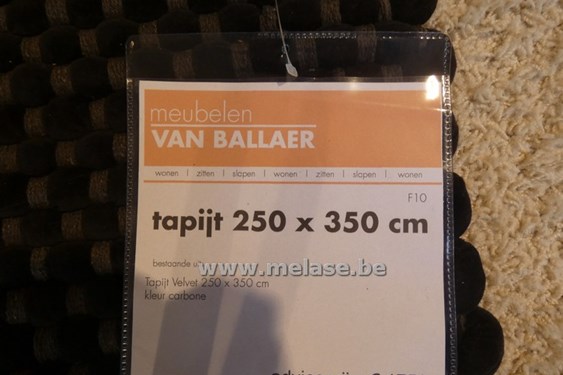 meubelen
VAN BALLAER
wonen | zitten | slapen | wonen | zitten | slapen | wonen
F10
tapijt 250 x 350 cm
bestaande
www.melase.be
Tapijt Velvet 250 x 350 cm
kleur carbone